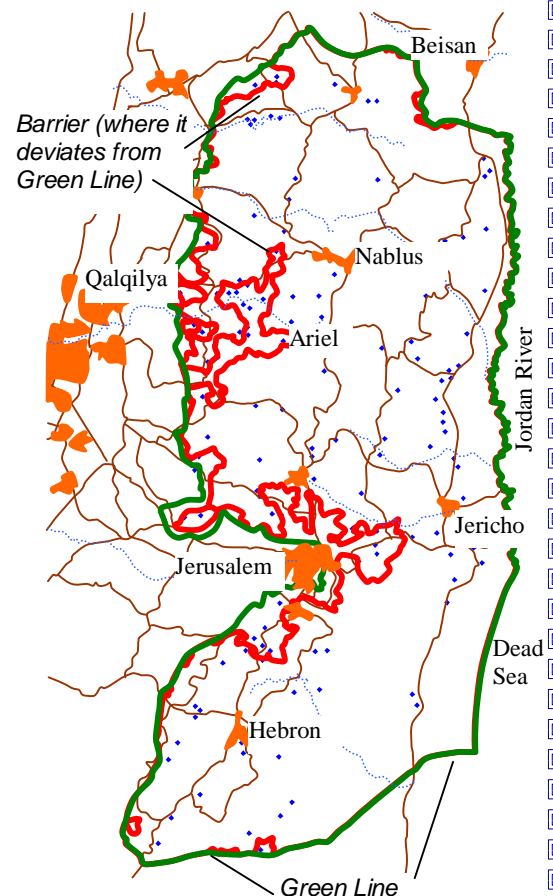 Beisan
Barrier (where it
deviates from
Green Line)
Nablus
Qalqilya
Ariel
Jordan River
Jericho
Jerusalem
Dead
Sea
Hebron
Green Line